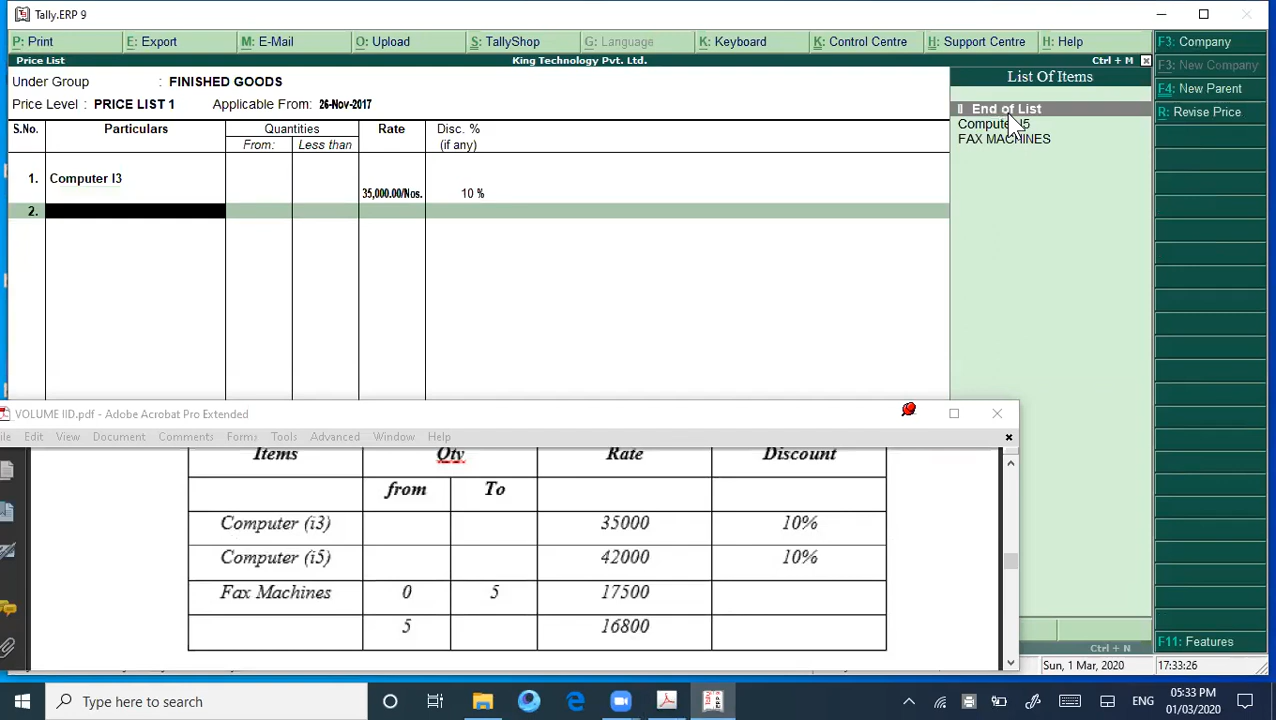 Tally.ERP 9
P: Print E: Export M: E-Mail O: Upload S: TallyShop G: Language K: Keyboard K: Control Centre H: Support Centre H: Help F3: Company
Price List King Technology Pvt. Ltd. Ctrl + M F3: New Company
Under Group : FINISHED GOODS List Of Items F4: New Parent
Price Level : PRICE LIST 1 Applicable From: 26-Nov-2017 End of List R: Revise Price
S.No. Particulars Quantities Rate Disc. %
From: Less than (if any)
FAX MACHINES
1. Computer I3
35,000.00/Nos. 10 %
2.
VOLUME IID.pdf - Adobe Acrobat Pro Extended
Edit View Document Comments Forms Tools Advanced Window Help
Items Qty Rate Discount
from To
Computer (i3) 35000 10%
Computer (i5) 42000 10%
Fax Machines 0 5 17500
5 16800
F11: Features
Ctrl + N
Sun, 1 Mar, 2020 17:33:26
Type here to search ENG 05:33 PM
01/03/2020